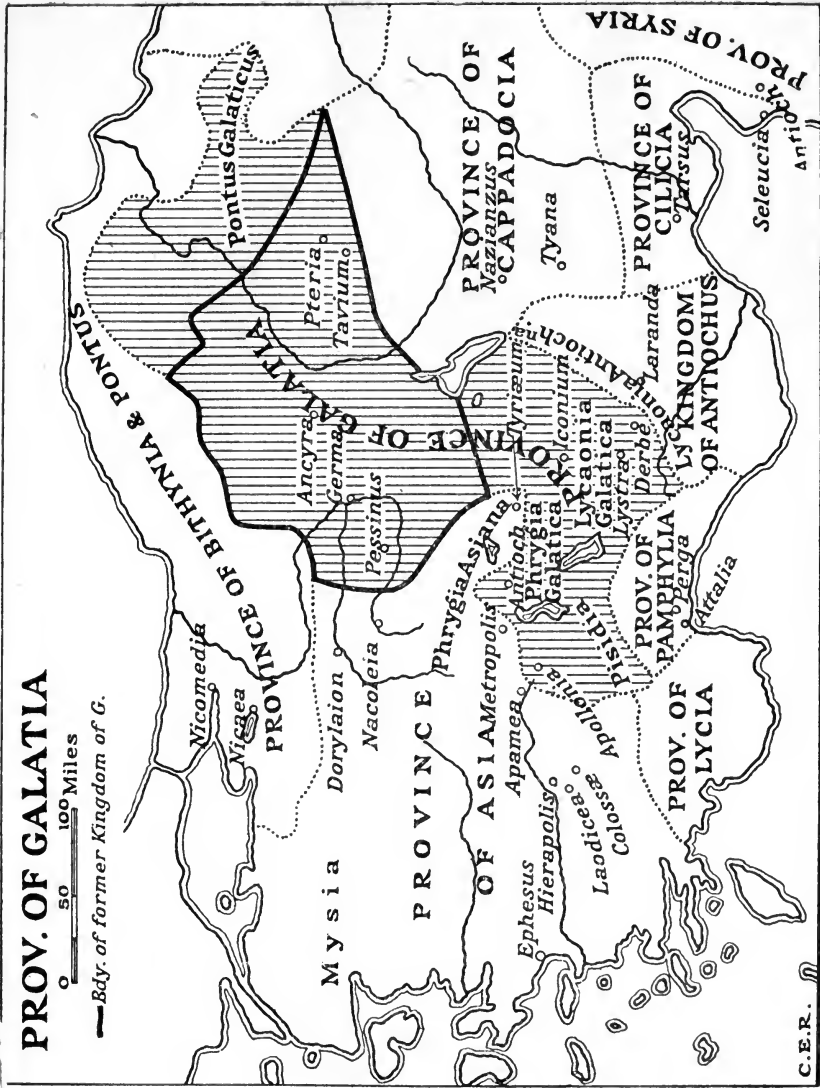 PROV. OF GALATIA
0 50 100 Miles
Bdy. of former Kingdom of G.
PROVINCE OF BITHYNIA & PONTUS
Pontus Galaticus
Nicomedia
Nicaea
Mysia
Dorylaion
Nacoleia
Ancyra
Germa
Pessinus
Pteria
Tavium
PROVINCE OF GALATIA
PROVINCE
OF ASIA
Phrygia Asiana
Metropolis
Apamea
Apollonia
Ephesus
Hierapolis
Laodicea
Colossæ
Antioch
Phrygia
Galatica
Pisidia
Tyriæum
Iconium
Lycaonia
Galatica
Lystra
Derbe
Laranda
Lycaonia Antiochna
KINGDOM
OF ANTIOCHUS
PROVINCE OF
CAPPADOCIA
Nazianzus
Tyana
PROVINCE OF
CILICIA
Tarsus
PROV. OF SYRIA
Seleucia
Antioch
PROV. OF
PAMPHYLIA
Perga
Attalia
PROV. OF
LYCIA
C.E.R.